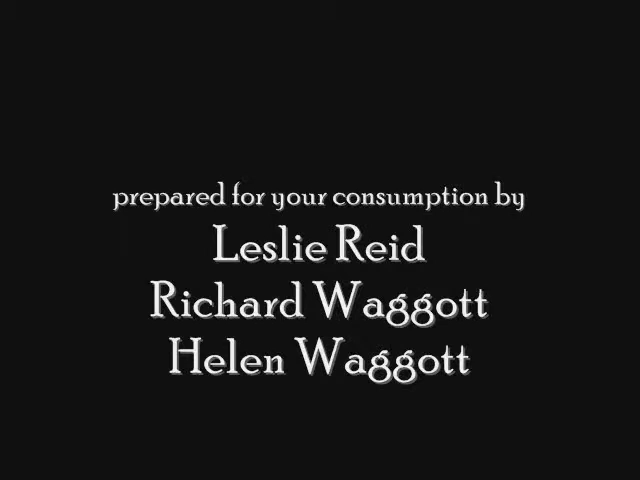 prepared for your consumption by
Leslie Reid
Richard Waggott
Helen Waggott